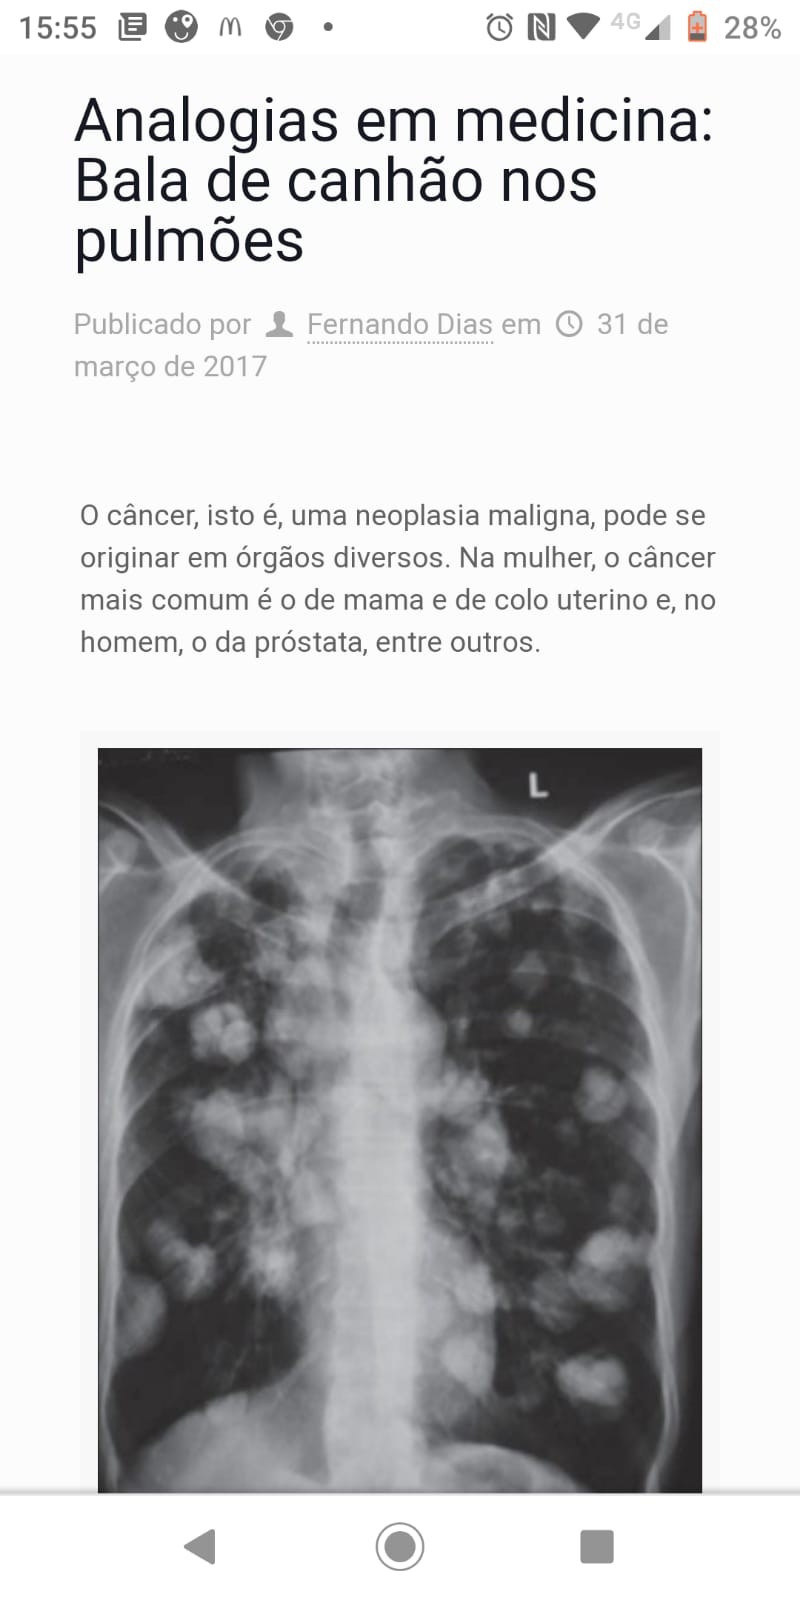 15:55 4G 28%
Analogias em medicina:
Bala de canhão nos
pulmões
Publicado por Fernando Dias em 31 de
março de 2017
O câncer, isto é, uma neoplasia maligna, pode se
originar em órgãos diversos. Na mulher, o câncer
mais comum é o de mama e de colo uterino e, no
homem, o da próstata, entre outros.
L